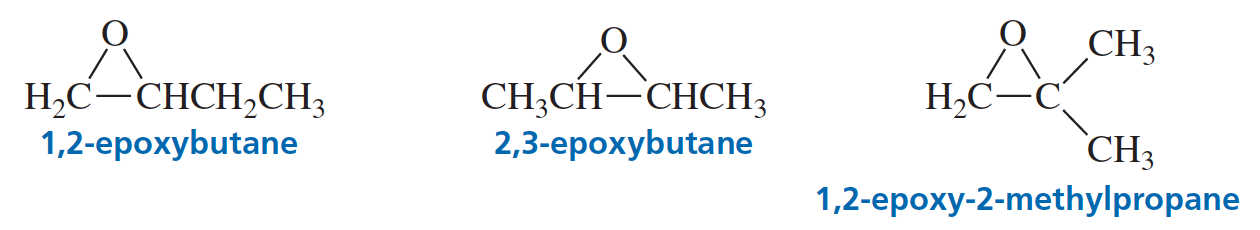 O
H₂C—CHCH₂CH₃
1,2-epoxybutane
O
CH₃CH—CHCH₃
2,3-epoxybutane
O
CH₃
H₂C—C
CH₃
1,2-epoxy-2-methylpropane